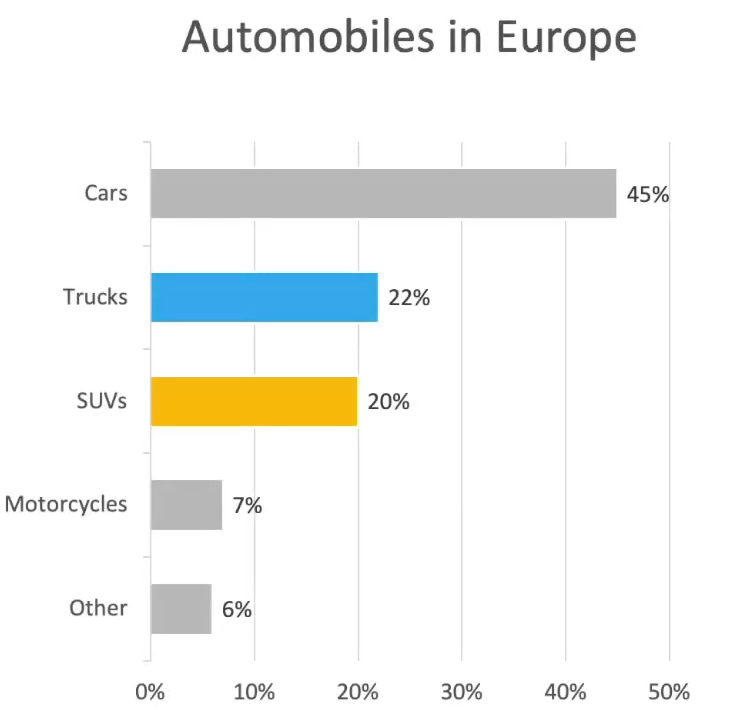 Automobiles in Europe
Cars 45%
Trucks 22%
SUVs 20%
Motorcycles 7%
Other 6%
0% 10% 20% 30% 40% 50%